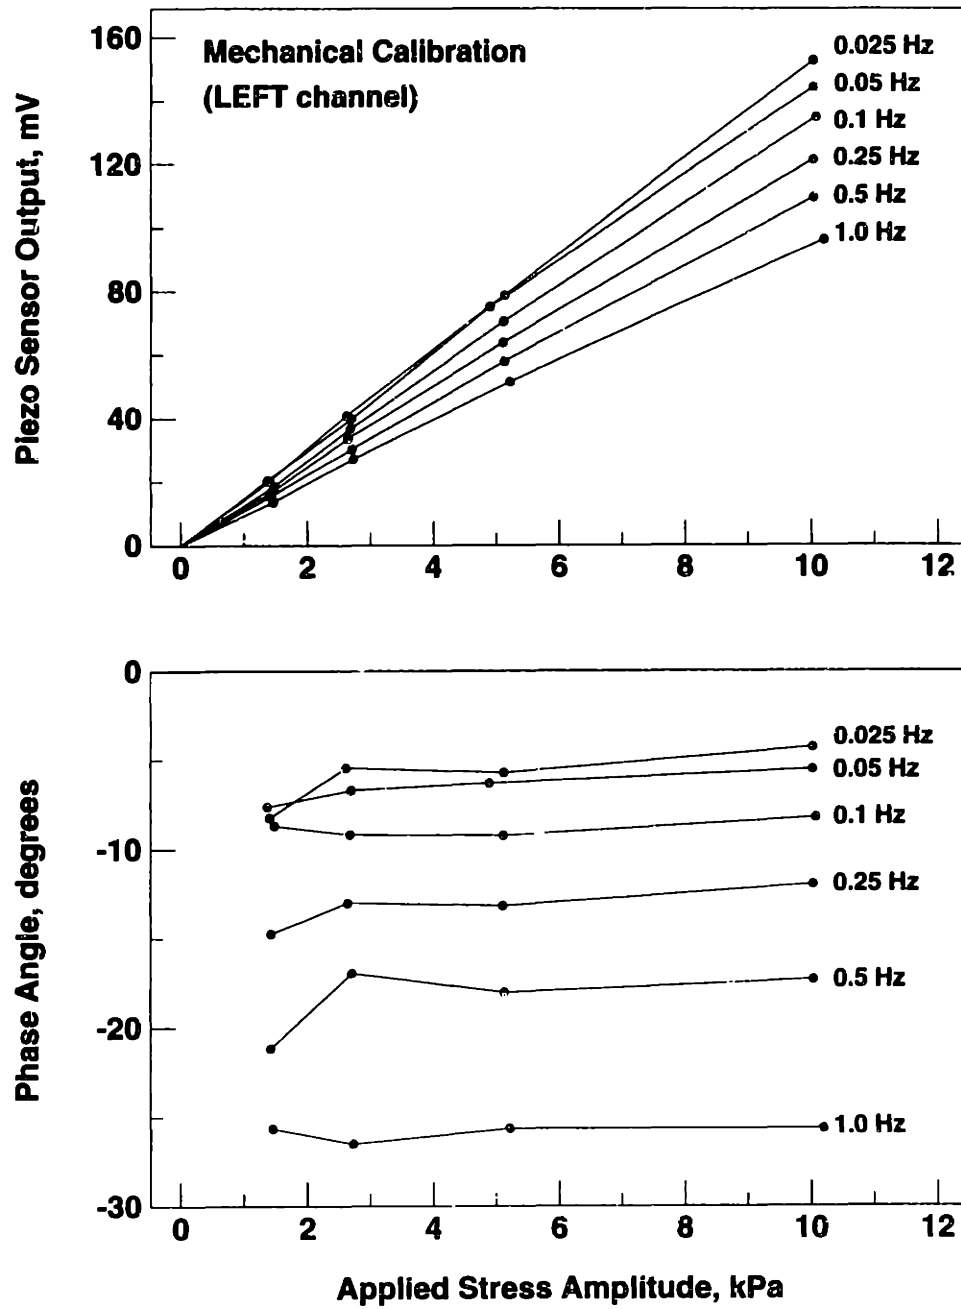 160
Mechanical Calibration
(LEFT channel)
0.025 Hz
0.05 Hz
0.1 Hz
0.25 Hz
0.5 Hz
1.0 Hz
120
80
40
0
Piezo Sensor Output, mV
0 2 4 6 8 10 12
0
0.025 Hz
0.05 Hz
0.1 Hz
0.25 Hz
0.5 Hz
1.0 Hz
-10
-20
-30
Phase Angle, degrees
0 2 4 6 8 10 12
Applied Stress Amplitude, kPa